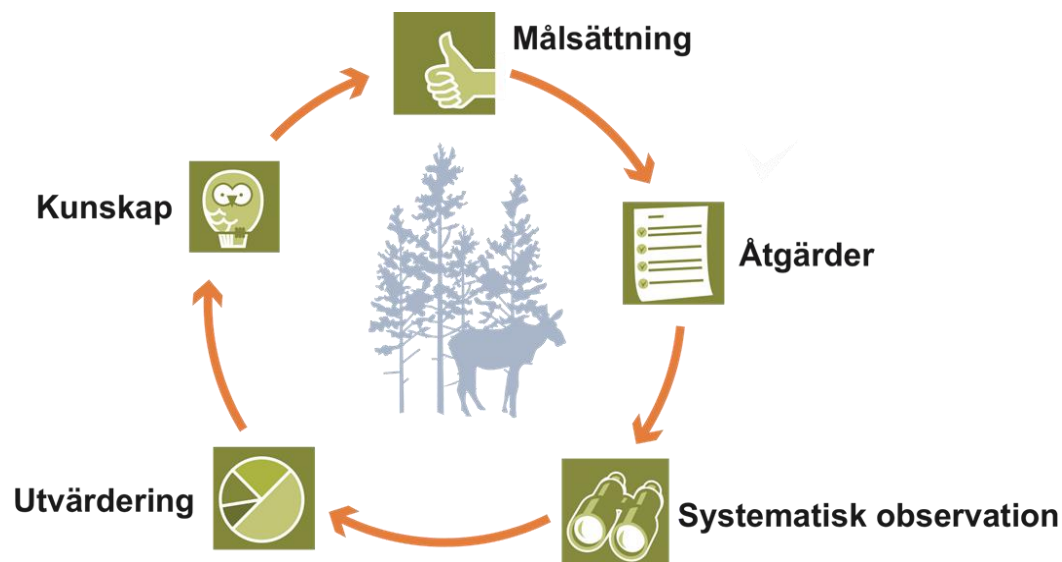 Målsättning
Åtgärder
Systematisk observation
Utvärdering
Kunskap